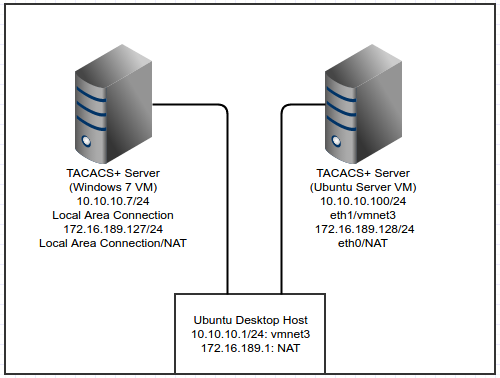 TACACS+ Server
(Windows 7 VM)
10.10.10.7/24
Local Area Connection
172.16.189.127/24
Local Area Connection/NAT
TACACS+ Server
(Ubuntu Server VM)
10.10.10.100/24
eth1/vmnet3
172.16.189.128/24
eth0/NAT
Ubuntu Desktop Host
10.10.10.1/24: vmnet3
172.16.189.1: NAT